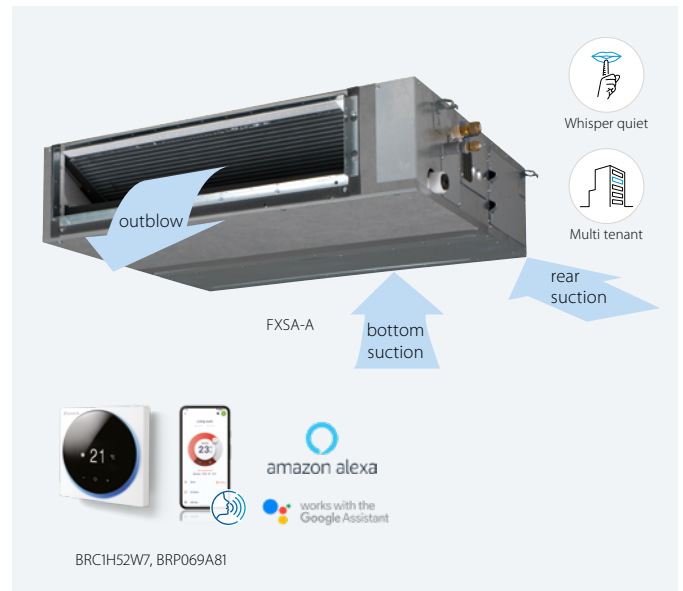 Whisper quiet
Multi tenant
outblow
rear
suction
FXSA-A
bottom
suction
21
23
amazon alexa
works with the
Google Assistant
BRC1H52W7, BRP069A81